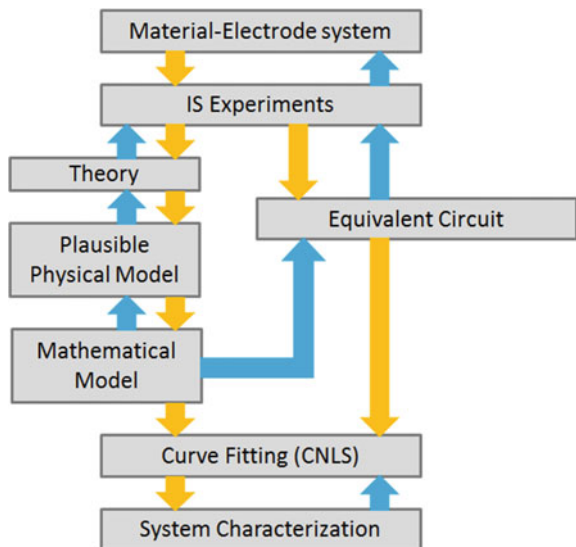 Material-Electrode system
IS Experiments
Theory
Equivalent Circuit
Plausible
Physical Model
Mathematical
Model
Curve Fitting (CNLS)
System Characterization